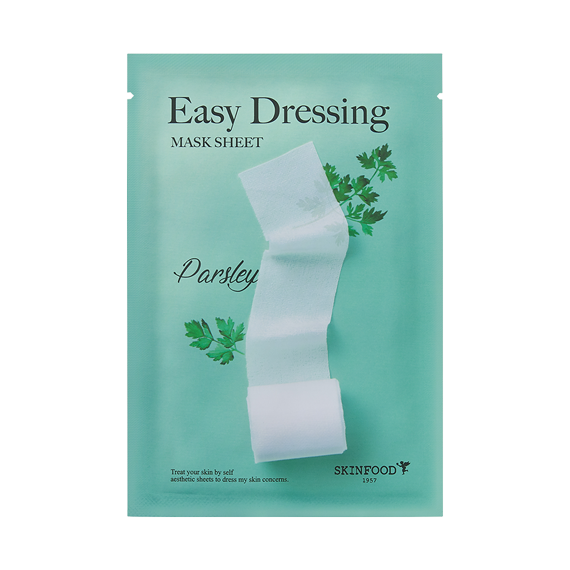 Easy Dressing
MASK SHEET
Parsley
Treat your skin by self
aesthetic sheets to dress my skin concerns.
SKINFOOD
1957